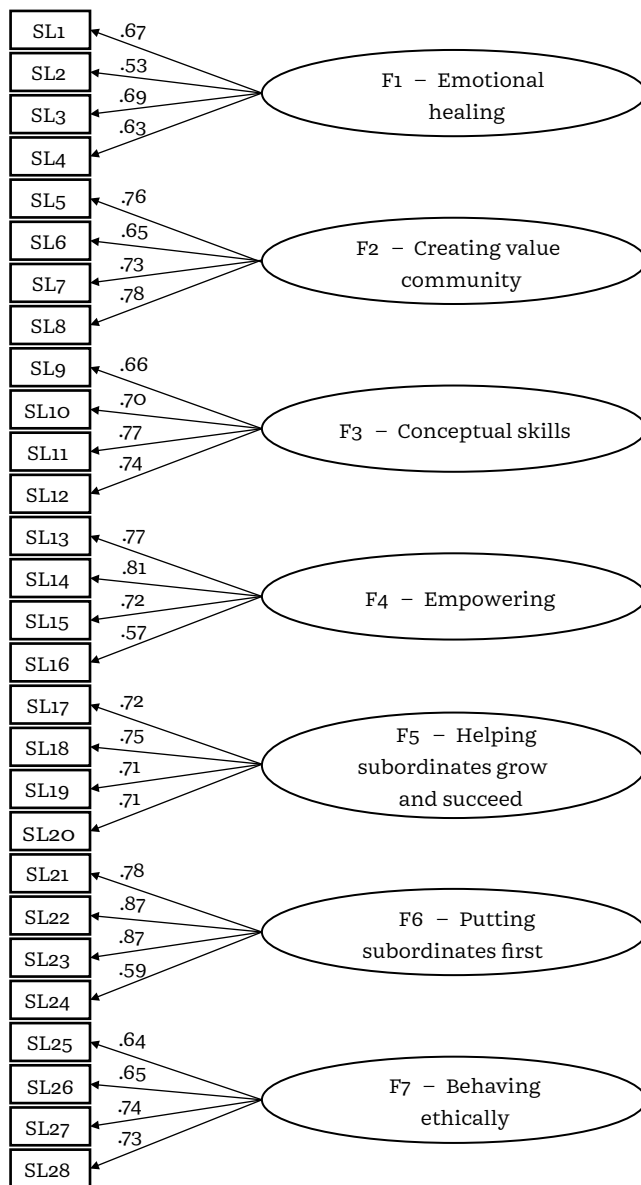 SL1
.67
SL2
.53
F1 – Emotional
healing
SL3
.69
SL4
.63
SL5
.76
SL6
.65
F2 – Creating value
community
SL7
.73
SL8
.78
SL9
.66
SL10
.70
F3 – Conceptual skills
SL11
.77
SL12
.74
SL13
.77
SL14
.81
F4 – Empowering
SL15
.72
SL16
.57
SL17
.72
SL18
.75
F5 – Helping
subordinates grow
and succeed
SL19
.71
SL20
.71
SL21
.78
SL22
.87
F6 – Putting
subordinates first
SL23
.87
SL24
.59
SL25
.64
SL26
.65
F7 – Behaving
ethically
SL27
.74
SL28
.73